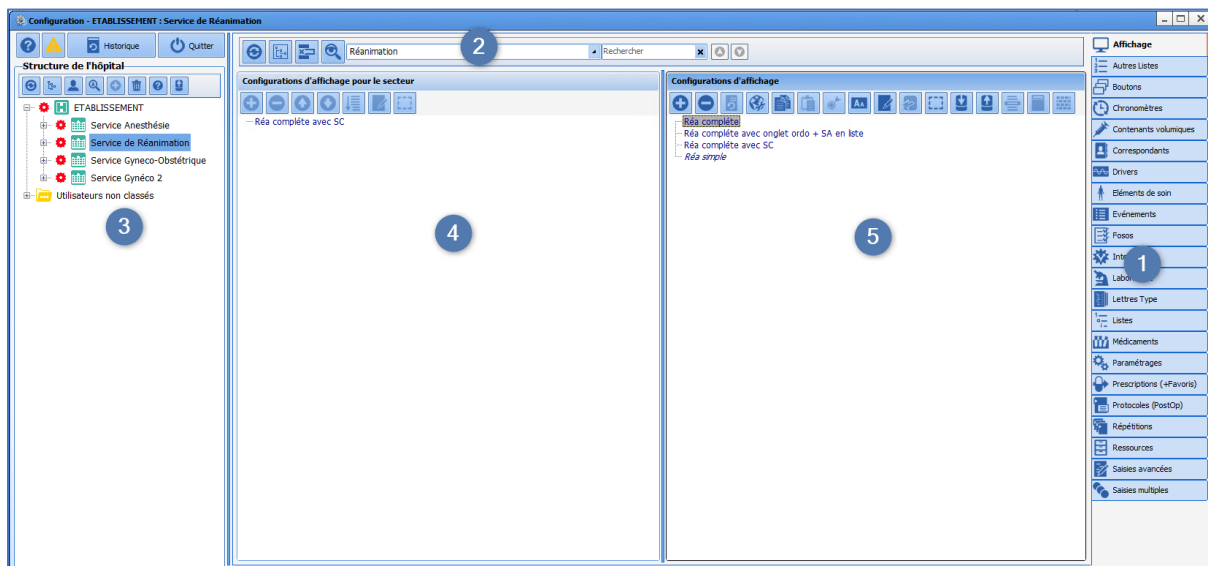 Configuration - ETABLISSEMENT : Service de Réanimation
Historique
Quitter
Structure de l'hôpital
ETABLISSEMENT
Service Anesthésie
Service de Réanimation
Service Gyneco-Obstétrique
Service Gynéco 2
Utilisateurs non classés
3
Réanimation
2
Rechercher
Configurations d'affichage pour le secteur
Réa compléte avec SC
4
Configurations d'affichage
Réa compléte
Réa compléte avec onglet ordo + SA en liste
Réa compléte avec SC
Réa simple
5
Affichage
Autres Listes
Boutons
Chronomètres
Contenants volumiques
Correspondants
Drivers
Eléments de soin
Evénements
Fosos
1
Lettres Type
Listes
Médicaments
Paramétrages
Prescriptions (+Favoris)
Protocoles (PostOp)
Répétitions
Ressources
Saisies avancées
Saisies multiples